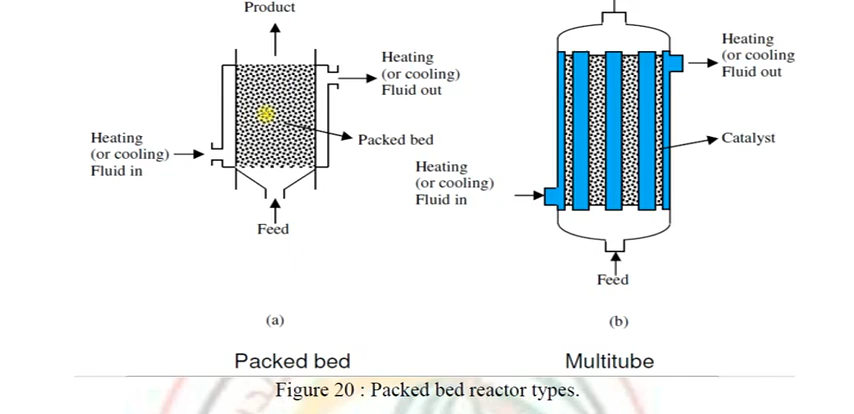 Product
Heating
(or cooling)
Fluid out
Heating
(or cooling)
Fluid in
Packed bed
Feed
(a)
Packed bed
Heating
(or cooling
Fluid out
Catalyst
Heating
(or cooling)
Fluid in
Feed
(b)
Multitube
Figure 20 : Packed bed reactor types.